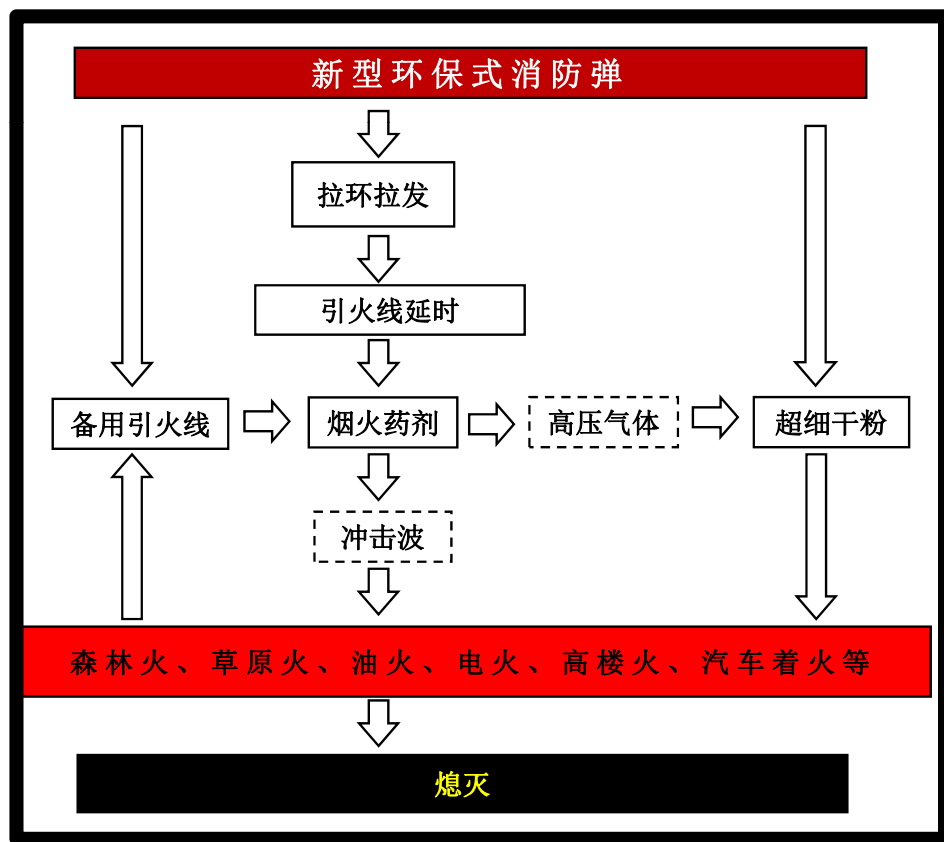 新型环保式消防弹
拉环拉发
引火线延时
备用引火线
烟火药剂
高压气体
超细干粉
冲击波
森林火、草原火、油火、电火、高楼火、汽车着火等
熄灭